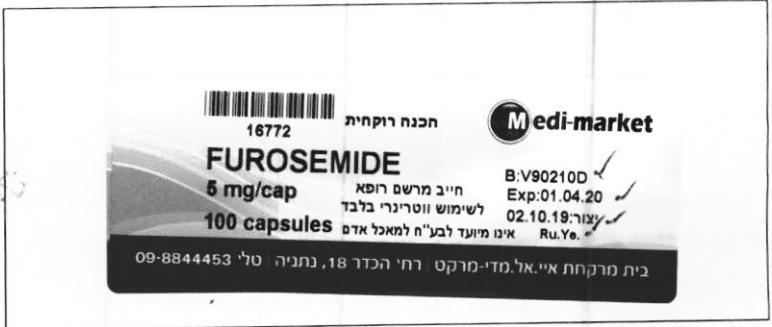 הכנה רוקחית
Medi-market
16772
FUROSEMIDE
5 mg/cap
100 capsules
חייב מרשם רופא
לשימוש ווטרינרי בלבד
אינו מיועד לבע"ח למאכל אדם
B:V90210D
Exp:01.04.20
יצור:02.10.19
Ru.Ye.
בית מרקחת איי.אל.מדי-מרקט | רח' הכדר 18, נתניה | טלי 09-8844453